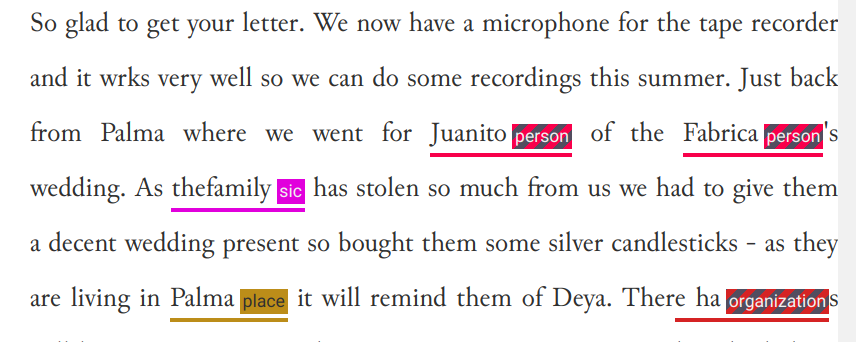 So glad to get your letter. We now have a microphone for the tape recorder
and it wrks very well so we can do some recordings this summer. Just back
from Palma where we went for Juanito person of the Fabrica person's
wedding. As thefamily sic has stolen so much from us we had to give them
a decent wedding present so bought them some silver candlesticks - as they
are living in Palma place it will remind them of Deya. There ha organizations